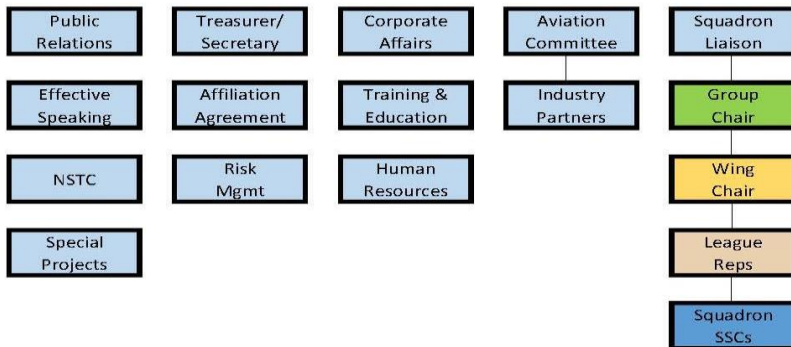 Public
Relations
Treasurer/
Secretary
Corporate
Affairs
Aviation
Committee
Squadron
Liaison
Effective
Speaking
Affiliation
Agreement
Training &
Education
Industry
Partners
Group
Chair
NSTC
Risk
Mgmt
Human
Resources
Wing
Chair
Special
Projects
League
Reps
Squadron
SSCs